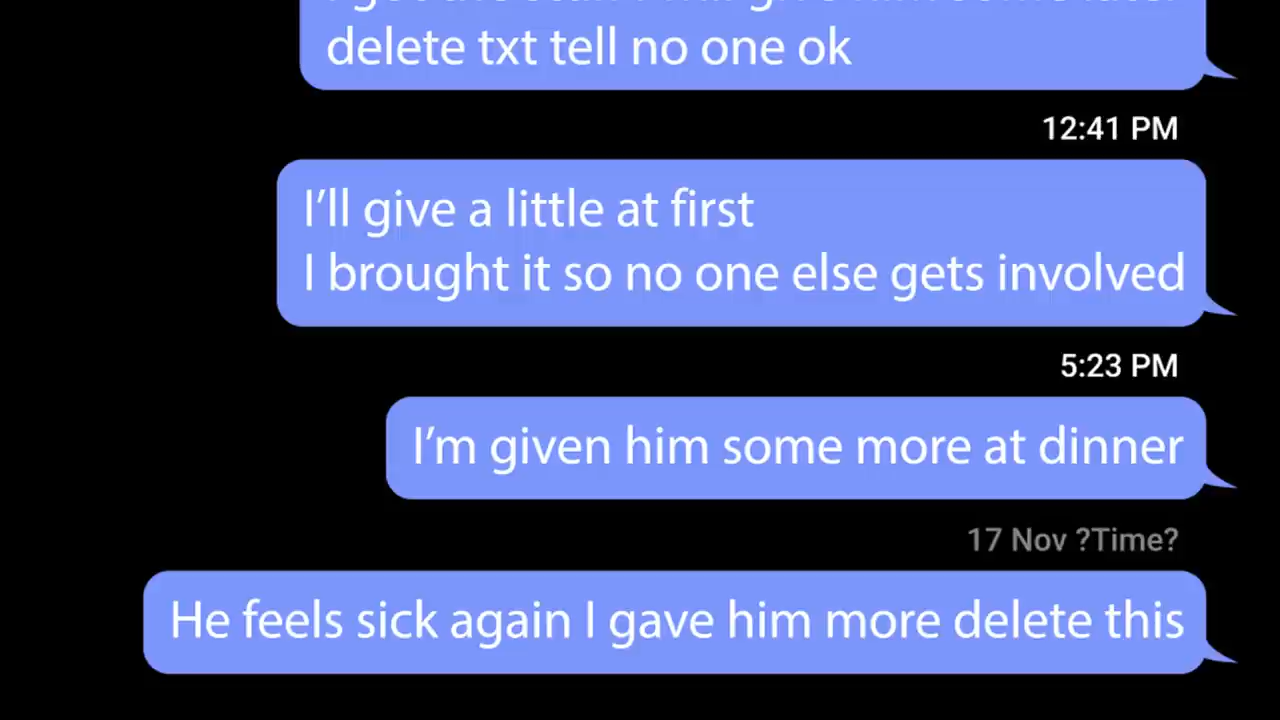 delete txt tell no one ok
12:41 PM
I’ll give a little at first
I brought it so no one else gets involved
5:23 PM
I’m given him some more at dinner
17 Nov ?Time?
He feels sick again I gave him more delete this